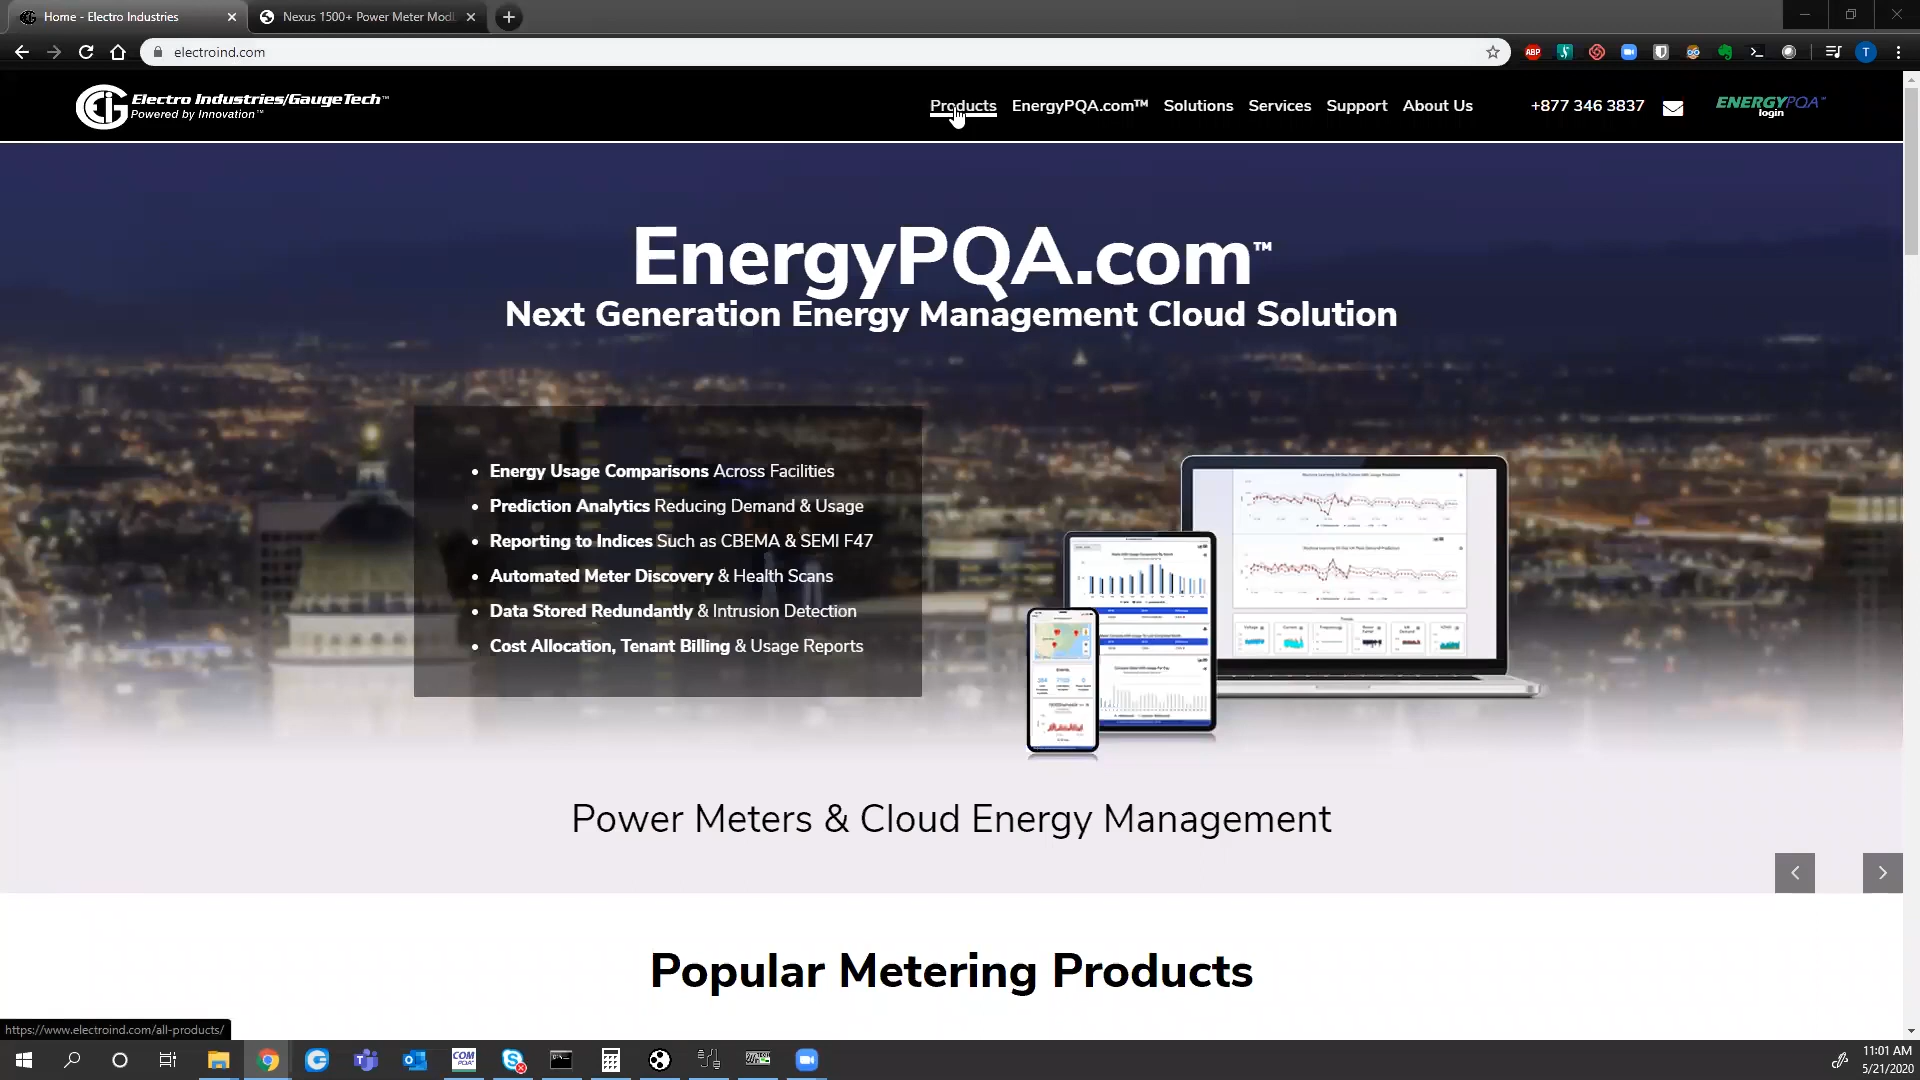 Home - Electro Industries
Nexus 1500+ Power Meter Mod
electroind.com
ABP
T
EIG Electro Industries/GaugeTech™
Powered by Innovation™
Products EnergyPQA.com™ Solutions Services Support About Us +877 346 3837
ENERGYPQA™
login
EnergyPQA.com™
Next Generation Energy Management Cloud Solution
• Energy Usage Comparisons Across Facilities
• Prediction Analytics Reducing Demand & Usage
• Reporting to Indices Such as CBEMA & SEMI F47
• Automated Meter Discovery & Health Scans
• Data Stored Redundantly & Intrusion Detection
• Cost Allocation, Tenant Billing & Usage Reports
Power Meters & Cloud Energy Management
Popular Metering Products
https://www.electroind.com/all-products/
COM
PQA
11:01 AM
5/21/2020